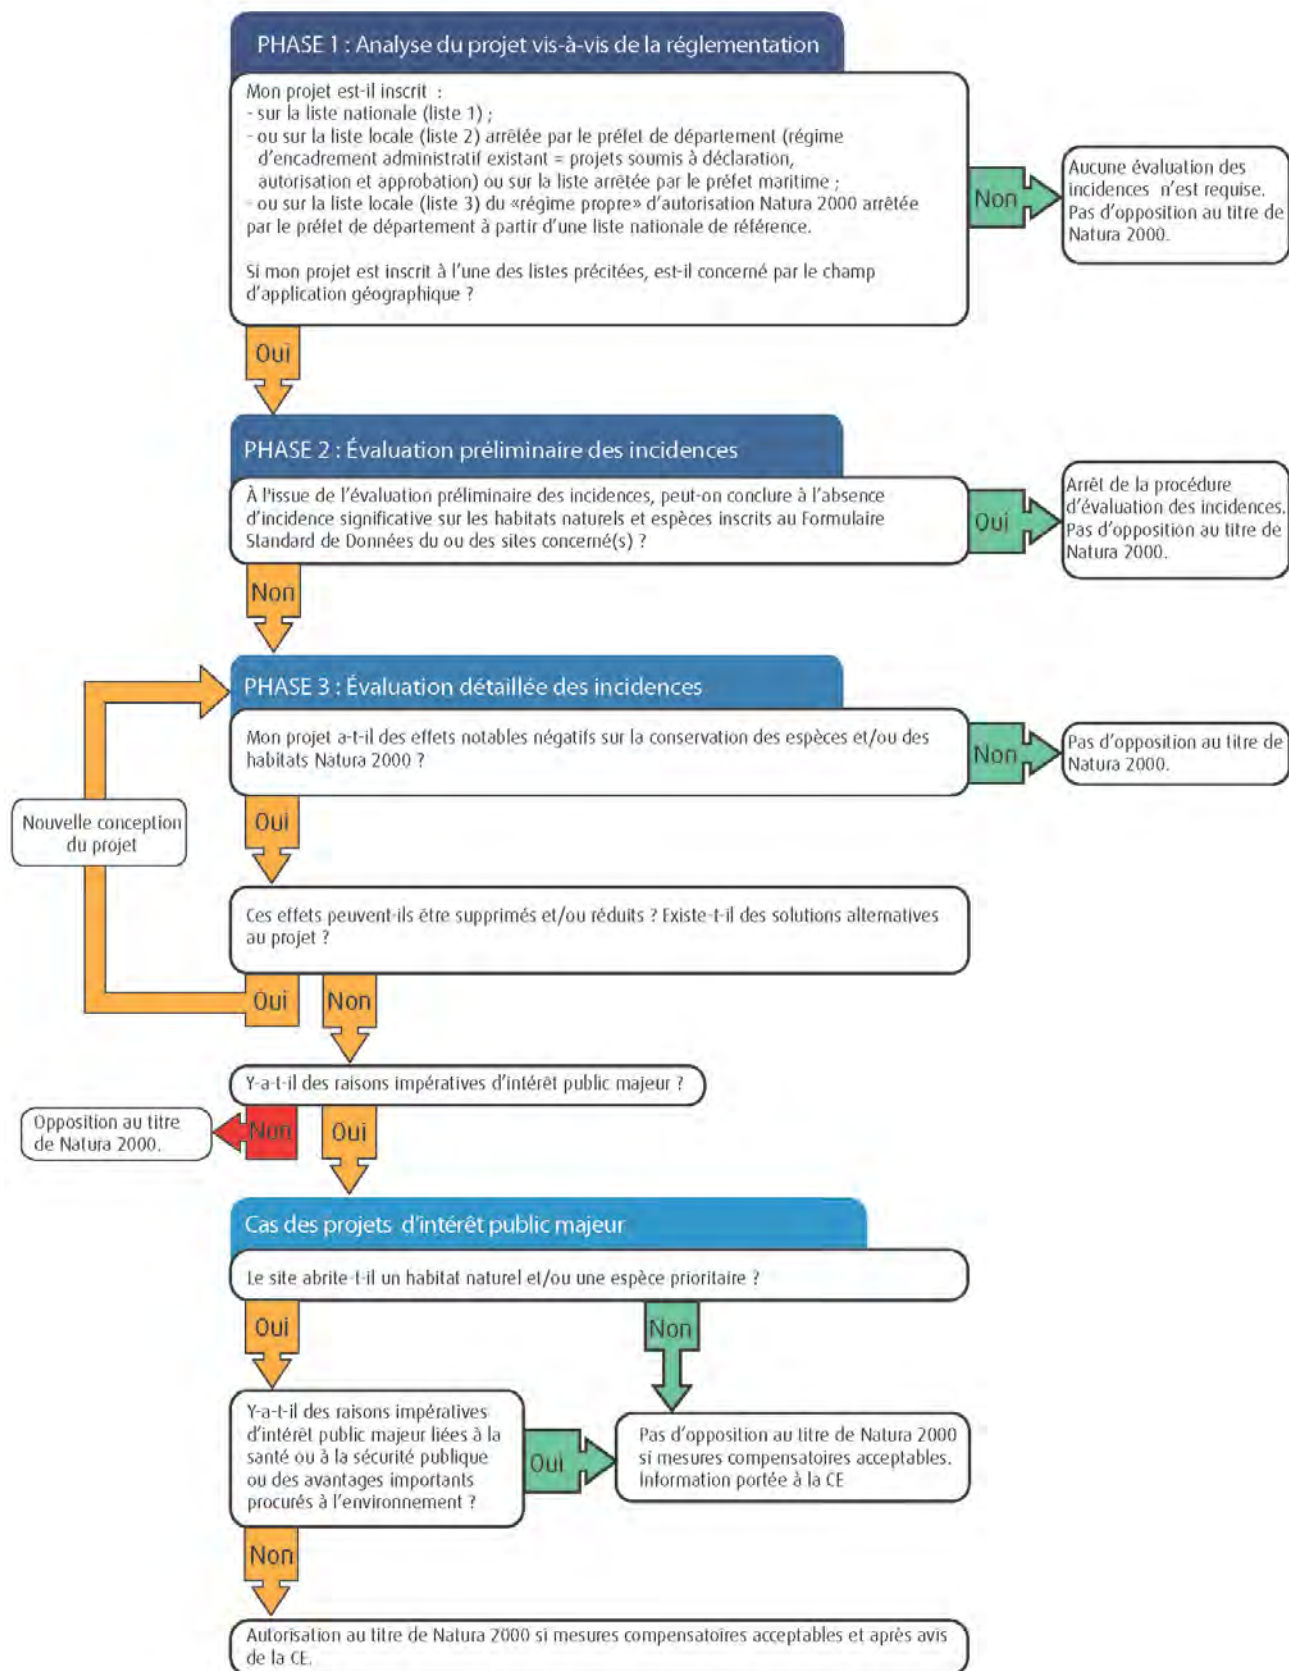 PHASE 1 : Analyse du projet vis-à-vis de la réglementation
Mon projet est-il inscrit :
- sur la liste nationale (liste 1) ;
- ou sur la liste locale (liste 2) arrêtée par le préfet de département (régime
d'encadrement administratif existant = projets soumis à déclaration,
autorisation et approbation) ou sur la liste arrêtée par le préfet maritime ;
- ou sur la liste locale (liste 3) du «régime propre» d'autorisation Natura 2000 arrêtée
par le préfet de département à partir d'une liste nationale de référence.
Si mon projet est inscrit à l'une des listes précitées, est-il concerné par le champ
d'application géographique ?
Non
Aucune évaluation des
incidences n'est requise.
Pas d'opposition au titre de
Natura 2000.
Oui
PHASE 2 : Évaluation préliminaire des incidences
À l'issue de l'évaluation préliminaire des incidences, peut-on conclure à l'absence
d'incidence significative sur les habitats naturels et espèces inscrits au Formulaire
Standard de Données du ou des sites concerné(s) ?
Oui
Arrêt de la procédure
d'évaluation des incidences.
Pas d'opposition au titre de
Natura 2000.
Non
PHASE 3 : Évaluation détaillée des incidences
Mon projet a-t-il des effets notables négatifs sur la conservation des espèces et/ou des
habitats Natura 2000 ?
Non
Pas d'opposition au titre de
Natura 2000.
Oui
Nouvelle conception
du projet
Ces effets peuvent-ils être supprimés et/ou réduits ? Existe-t-il des solutions alternatives
au projet ?
Oui
Non
Y-a-t-il des raisons impératives d'intérêt public majeur ?
Opposition au titre
de Natura 2000.
Non
Oui
Cas des projets d'intérêt public majeur
Le site abrite-t-il un habitat naturel et/ou une espèce prioritaire ?
Oui
Non
Y-a-t-il des raisons impératives
d'intérêt public majeur liées à la
santé ou à la sécurité publique
ou des avantages importants
procurés à l'environnement ?
Oui
Pas d'opposition au titre de Natura 2000
si mesures compensatoires acceptables.
Information portée à la CE
Non
Autorisation au titre de Natura 2000 si mesures compensatoires acceptables et après avis
de la CE.